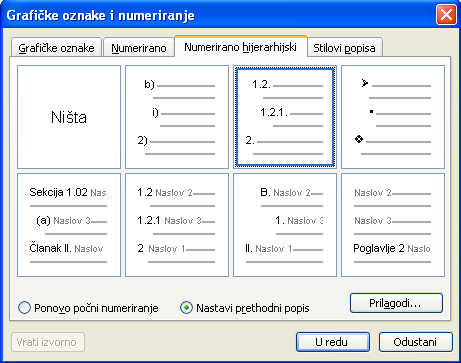 Grafičke oznake i numeriranje
Grafičke oznake
Numerirano
Numerirano hijerarhijski
Stilovi popisa
Ništa
b)
i)
2)
1.2.
1.2.1.
2.
Sekcija 1.02 Nas
(a) Naslov 3
Članak II. Naslov
1.2 Naslov 2
1.2.1 Naslov 3
2 Naslov 1
B. Naslov 2
1. Naslov 3
II. Naslov 1
Naslov 2
Naslov 3
Poglavlje 2 Naslo
Ponovo počni numeriranje
Nastavi prethodni popis
Prilagodi...
Vrati izvorno
U redu
Odustani